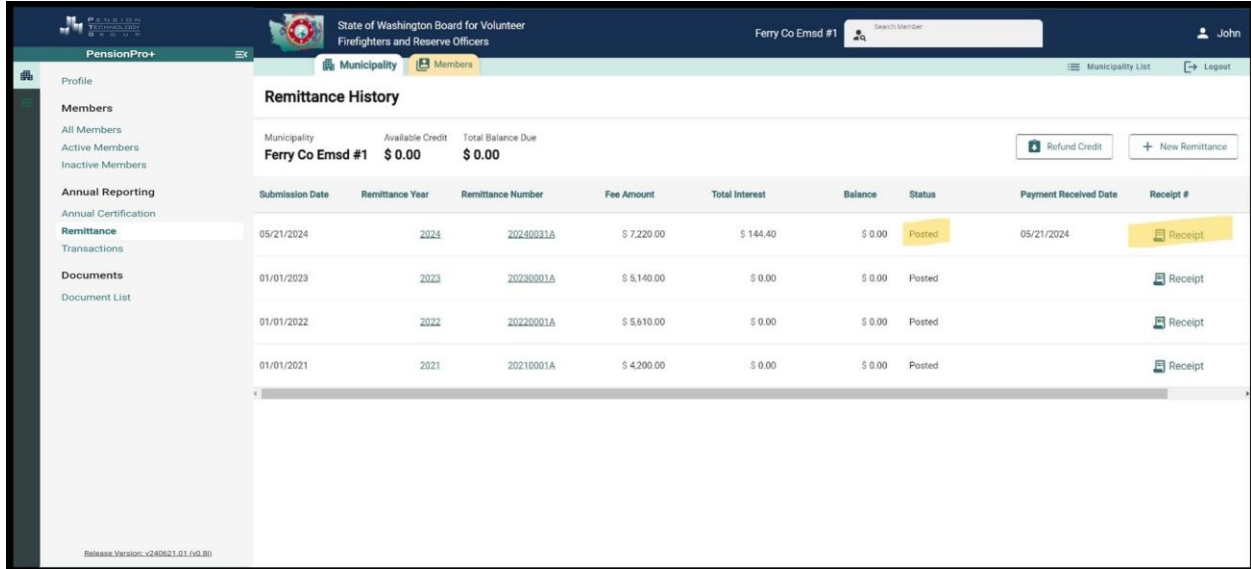 PENSION
TECHNOLOGY
GROUP
PensionPro+
State of Washington Board for Volunteer
Firefighters and Reserve Officers
Ferry Co Emsd #1
Search Member
John
Municipality
Members
Municipality List
Logout
Profile
Members
All Members
Active Members
Inactive Members
Annual Reporting
Annual Certification
Remittance
Transactions
Documents
Document List
Release Version: v240621.01 (v0.8l)
Remittance History
Municipality Available Credit Total Balance Due
Ferry Co Emsd #1 $ 0.00 $ 0.00
Refund Credit
+ New Remittance
Submission Date Remittance Year Remittance Number Fee Amount Total Interest Balance Status Payment Received Date Receipt #
05/21/2024 2024 20240031A $ 7,220.00 $ 144.40 $ 0.00 Posted 05/21/2024 Receipt
01/01/2023 2023 20230001A $ 5,140.00 $ 0.00 $ 0.00 Posted Receipt
01/01/2022 2022 20220001A $ 5,610.00 $ 0.00 $ 0.00 Posted Receipt
01/01/2021 2021 20210001A $ 4,200.00 $ 0.00 $ 0.00 Posted Receipt